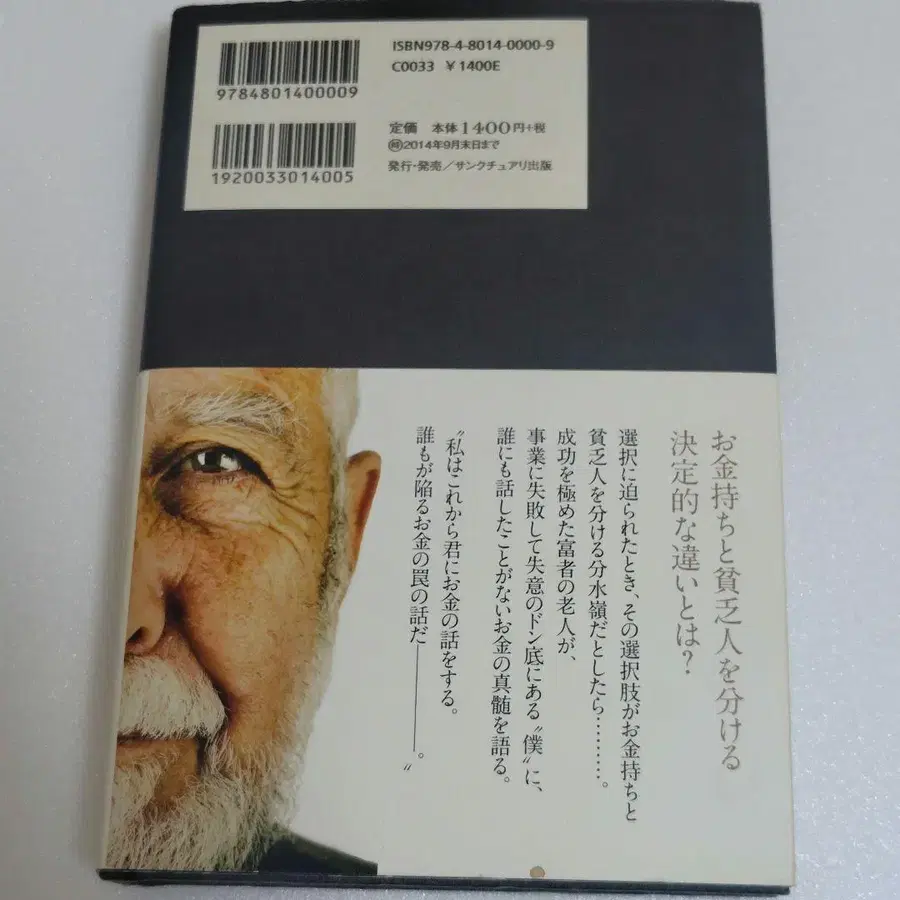 ISBN978-4-8014-0000-9
C0033 ¥1400E
9784801400009
定価 本体1400円+税
㊕2014年9月末日まで
1920033014005
発行・発売/サンクチュアリ出版
お金持ちと貧乏人を分ける
決定的な違いとは?
選択に迫られたとき、その選択肢がお金持ちと
貧乏人を分ける分水嶺だとしたら………。
成功を極めた富者の老人が、
事業に失敗して失意のドン底にある〝僕〟に、
誰にも話したことがないお金の真髄を語る。
〝私はこれから君にお金の話をする。
誰もが陥るお金の罠の話だ――――。〟